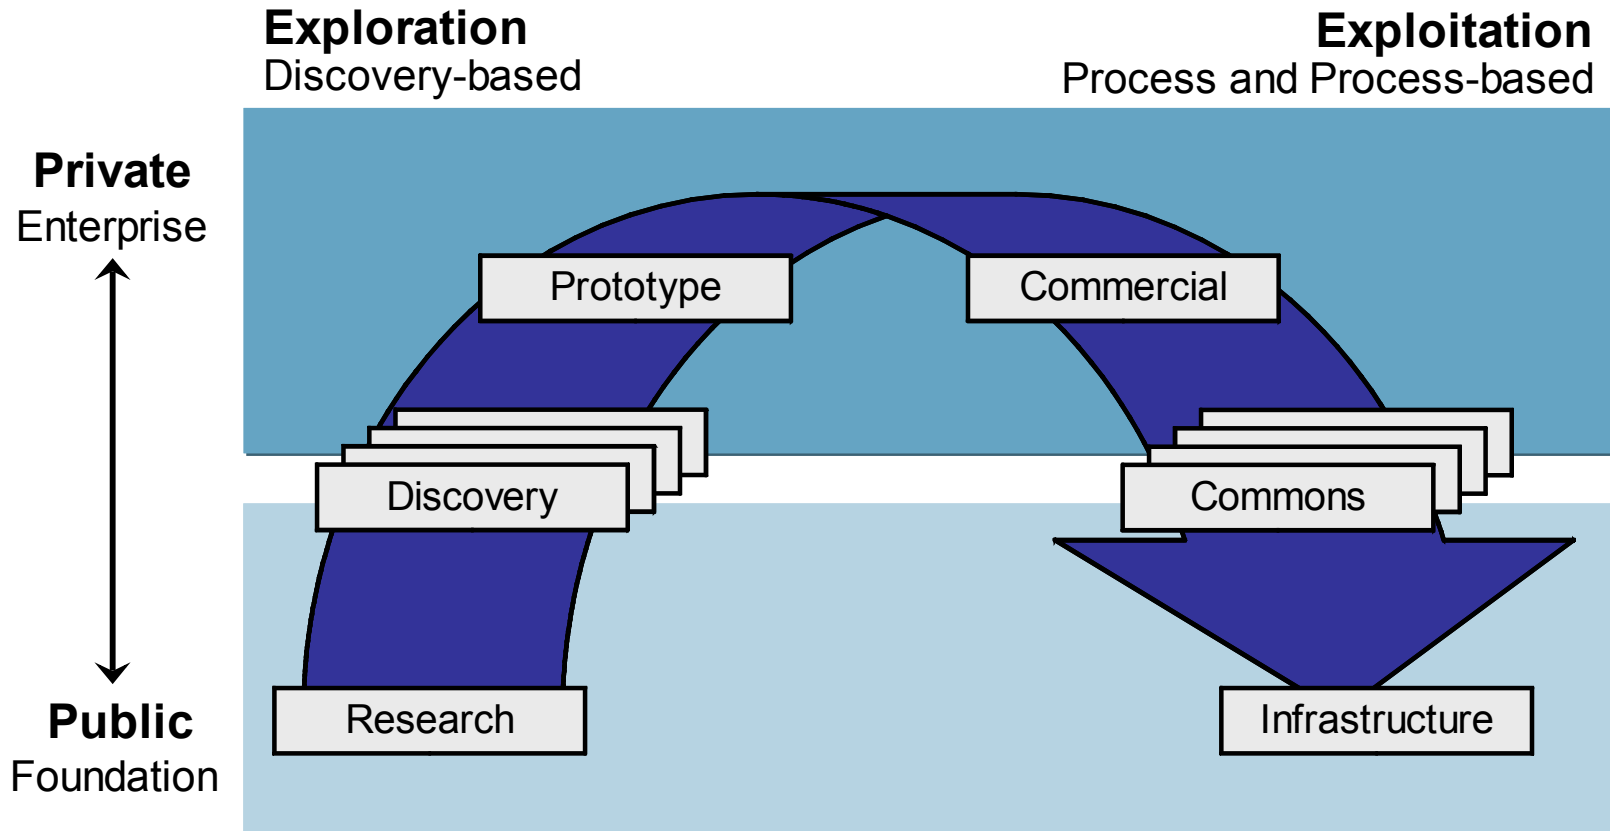 Exploration
Discovery-based
Exploitation
Process and Process-based
Private
Enterprise
Prototype
Commercial
Discovery
Commons
Public
Foundation
Research
Infrastructure